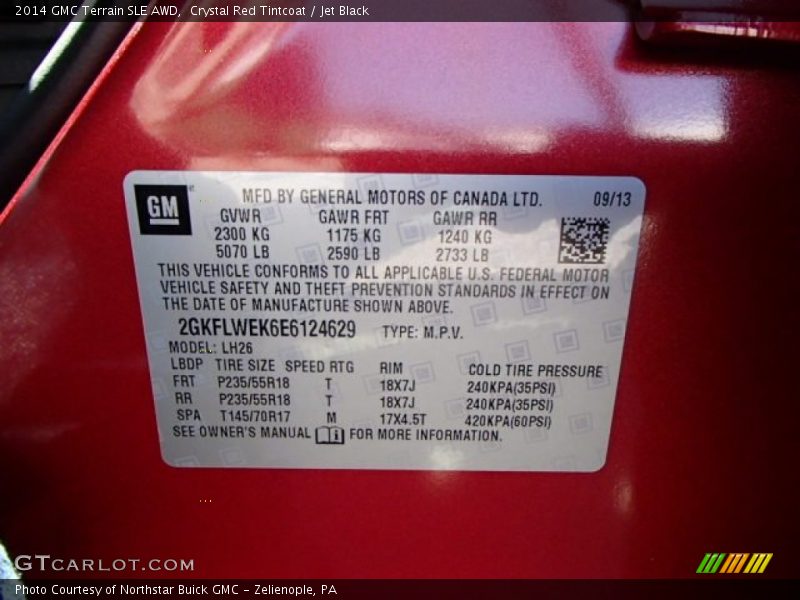 2014 GMC Terrain SLE AWD,  Crystal Red Tintcoat / Jet Black
GM
MFD BY GENERAL MOTORS OF CANADA LTD. 09/13
GVWR GAWR FRT GAWR RR
2300 KG 1175 KG 1240 KG
5070 LB 2590 LB 2733 LB
THIS VEHICLE CONFORMS TO ALL APPLICABLE U.S. FEDERAL MOTOR
VEHICLE SAFETY AND THEFT PREVENTION STANDARDS IN EFFECT ON
THE DATE OF MANUFACTURE SHOWN ABOVE.
2GKFLWEK6E6124629 TYPE: M.P.V.
MODEL: LH26
LBDP TIRE SIZE SPEED RTG RIM COLD TIRE PRESSURE
FRT P235/55R18 T 18X7J 240KPA(35PSI)
RR P235/55R18 T 18X7J 240KPA(35PSI)
SPA T145/70R17 M 17X4.5T 420KPA(60PSI)
SEE OWNER'S MANUAL FOR MORE INFORMATION.
GTCARLOT.COM
Photo Courtesy of Northstar Buick GMC - Zelienople, PA